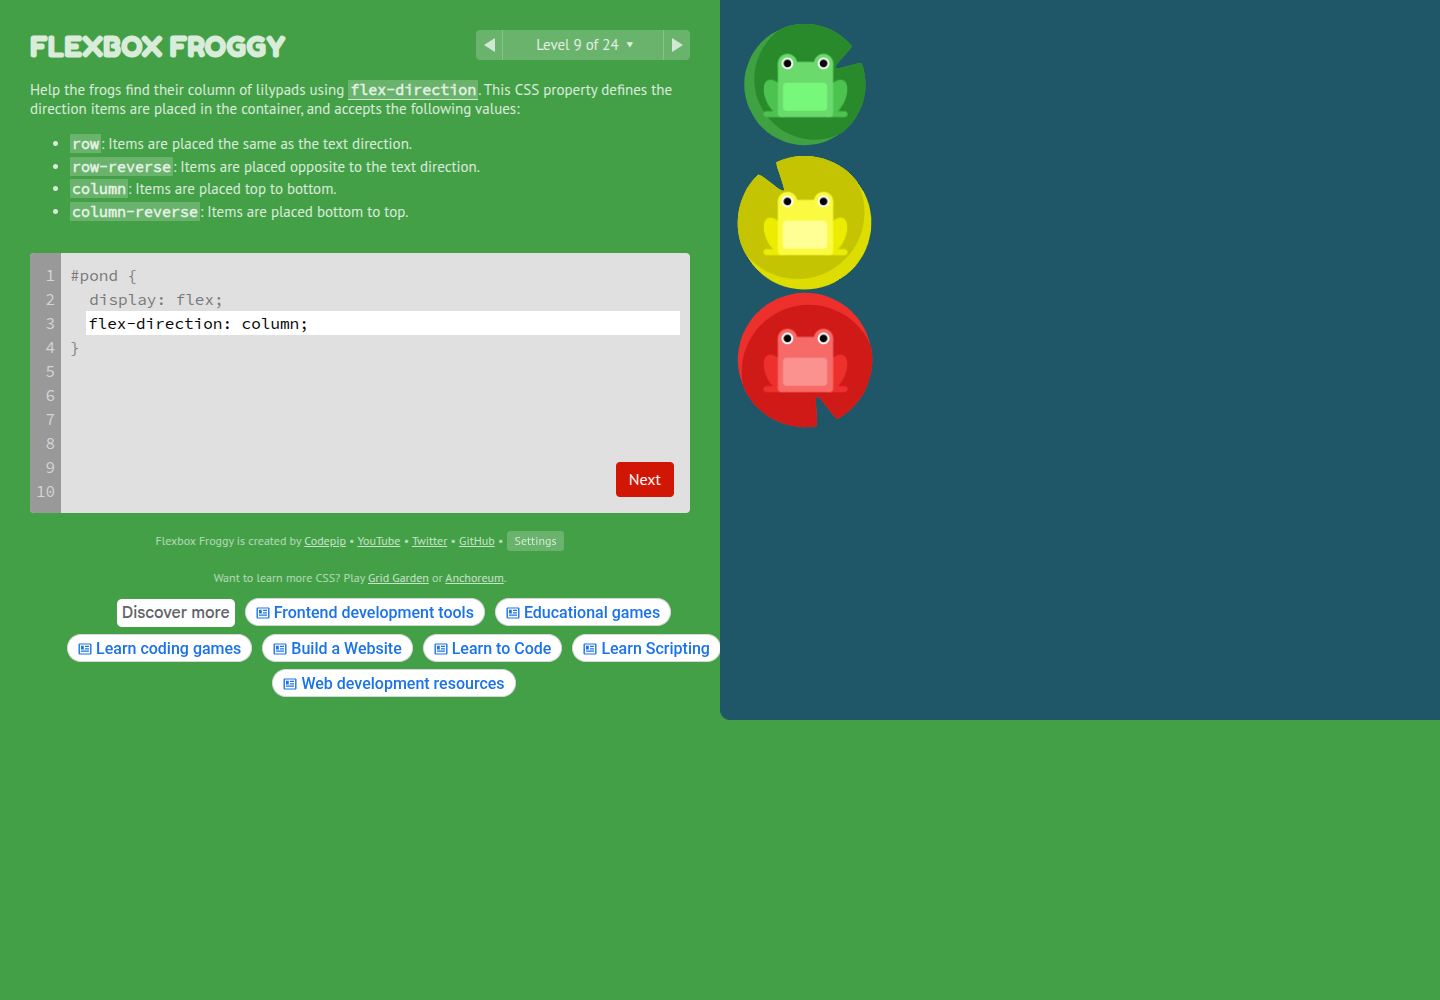 FLEXBOX FROGGY
Level 9 of 24 ▼
Help the frogs find their column of lilypads using flex-direction. This CSS property defines the
direction items are placed in the container, and accepts the following values:
• row: Items are placed the same as the text direction.
• row-reverse: Items are placed opposite to the text direction.
• column: Items are placed top to bottom.
• column-reverse: Items are placed bottom to top.
1 #pond {
2 display: flex;
3 flex-direction: column;
4 }
5
6
7
8
9
10
Next
Flexbox Froggy is created by Codepip • YouTube • Twitter • GitHub • Settings
Want to learn more CSS? Play Grid Garden or Anchoreum.
Discover more Frontend development tools Educational games
Learn coding games Build a Website Learn to Code Learn Scripting
Web development resources